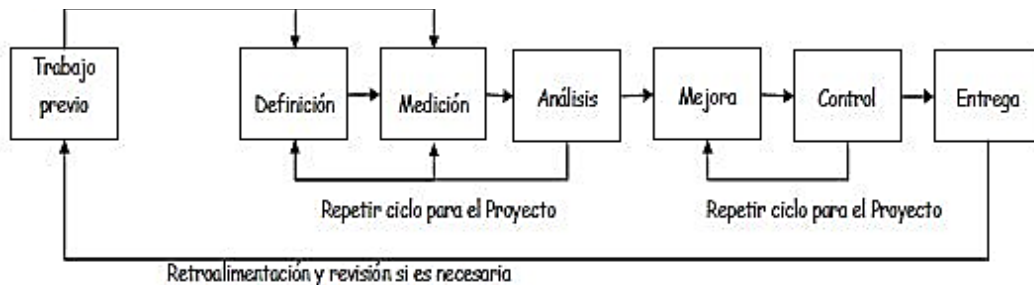 Trabajo
previo
Definición
Medición
Análisis
Mejora
Control
Entrega
Repetir ciclo para el Proyecto
Repetir ciclo para el Proyecto
Retroalimentación y revisión si es necesaria